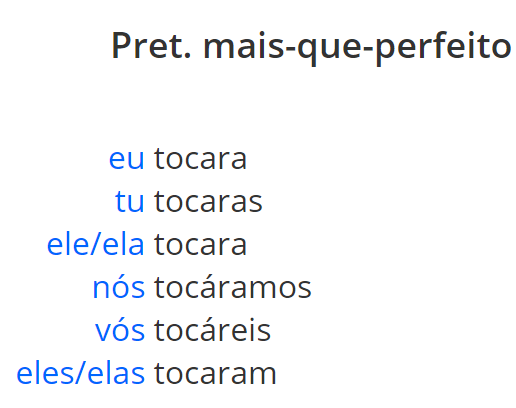 Pret. mais-que-perfeito
eu tocara
tu tocaras
ele/ela tocara
nós tocáramos
vós tocáreis
eles/elas tocaram